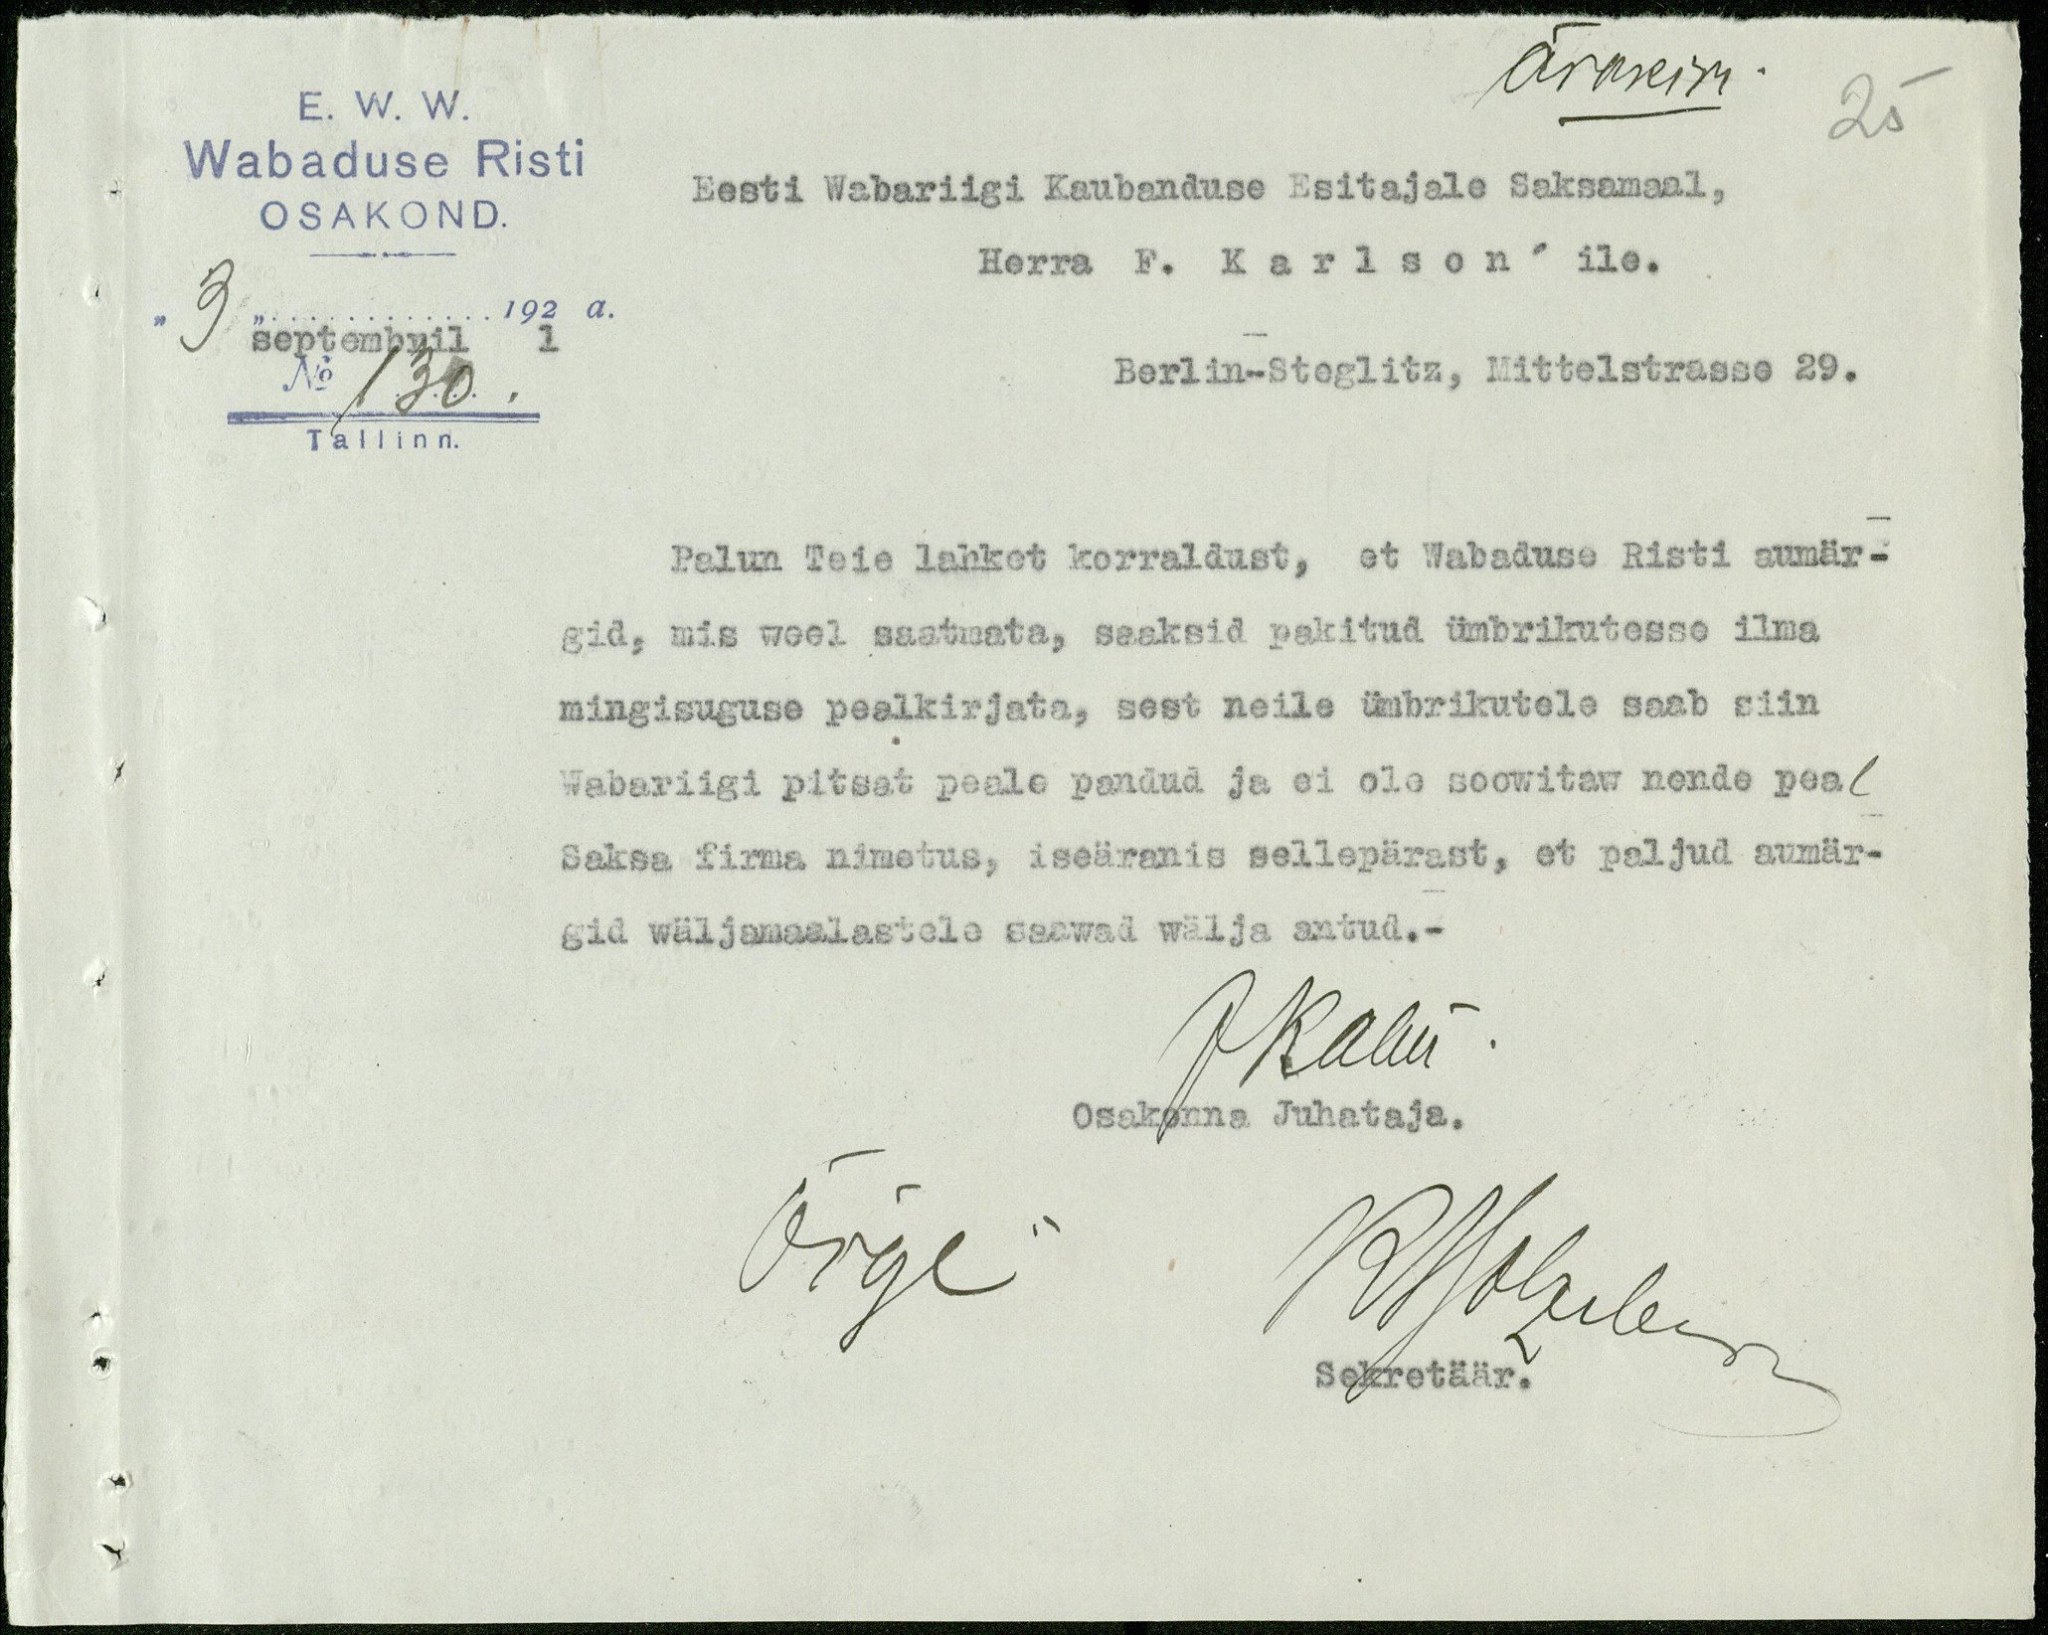 Ärakiri.
25
E. W. W.
Wabaduse Risti
OSAKOND.
„ 3 „ septembril 1921 a.
№ 130.
Tallinn.
Eesti Wabariigi Kaubanduse Esitajale Saksamaal,
Herra F. Karlson´ile.
Berlin-Steglitz, Mittelstrasse 29.
Palun Teie lahket korraldust, et Wabaduse Risti aumär-
gid, mis weel saatmata, saaksid pakitud ümbrikutesse ilma
mingisuguse pealkirjata, sest neile ümbrikutele saab siin
Wabariigi pitsat peale pandud ja ei ole soowitaw nende peal
Saksa firma nimetus, iseäranis sellepärast, et paljud aumär-
gid wäljamaalastele saawad wälja antud.-
Osakonna Juhataja.
Õige:
Sekretäär.